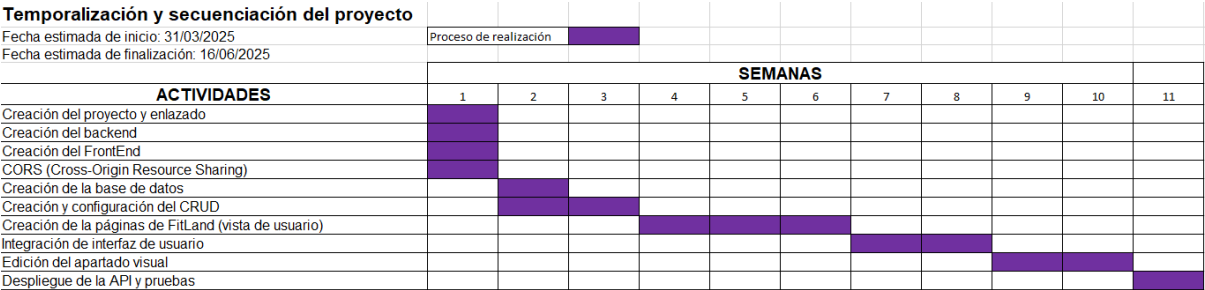 Temporalización y secuenciación del proyecto
Fecha estimada de inicio: 31/03/2025 Proceso de realización
Fecha estimada de finalización: 16/06/2025
SEMANAS
ACTIVIDADES 1 2 3 4 5 6 7 8 9 10 11
Creación del proyecto y enlazado
Creación del backend
Creación del FrontEnd
CORS (Cross-Origin Resource Sharing)
Creación de la base de datos
Creación y configuración del CRUD
Creación de la páginas de FitLand (vista de usuario)
Integración de interfaz de usuario
Edición del apartado visual
Despliegue de la API y pruebas